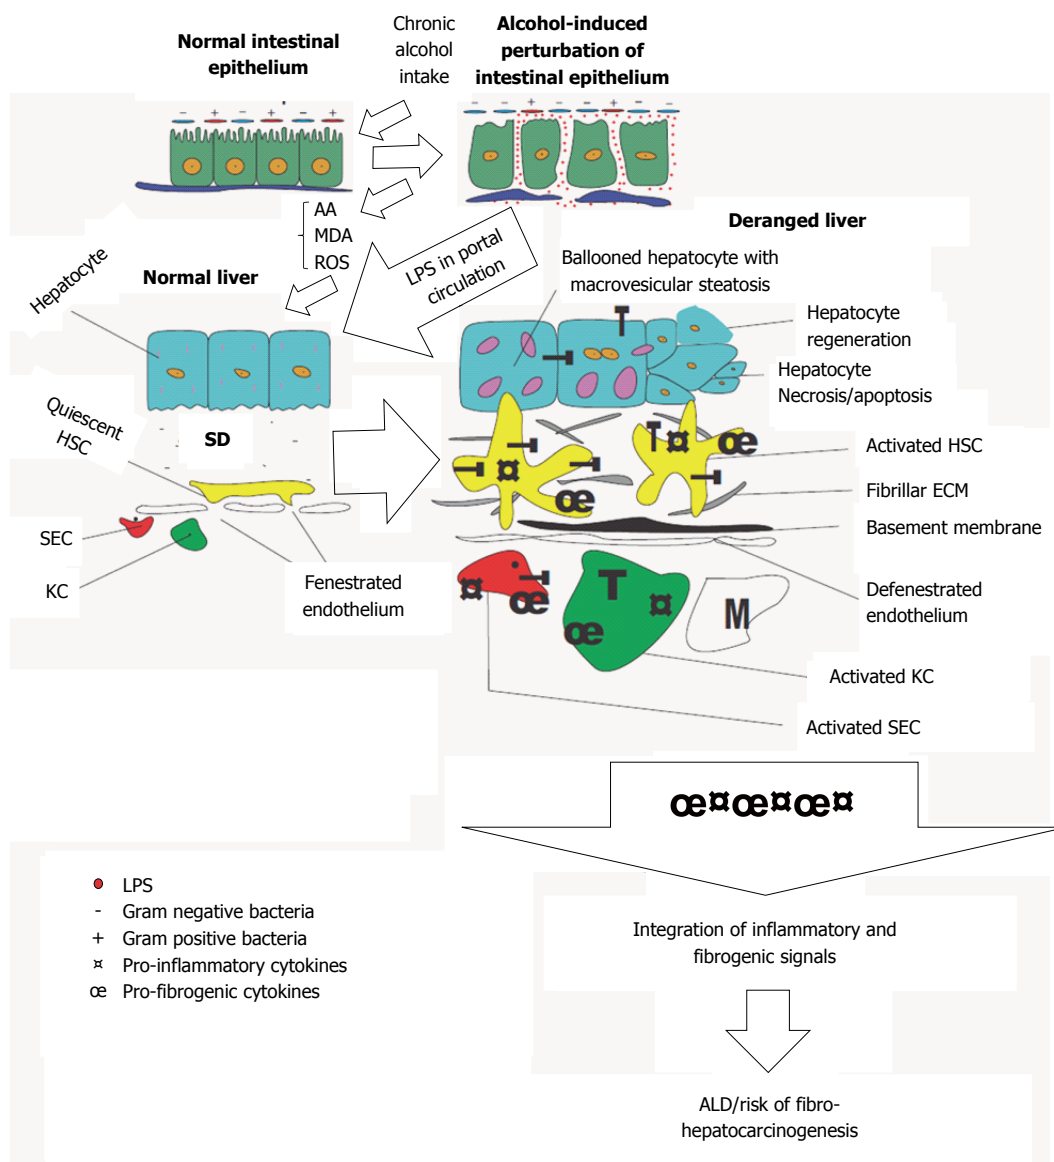 Normal intestinal
epithelium
Chronic
alcohol
intake
Alcohol-induced
perturbation of
intestinal epithelium
- + - + - +
- - + - - + - -
AA
MDA
ROS
LPS in portal
circulation
Deranged liver
Normal liver
Hepatocyte
Ballooned hepatocyte with
macrovesicular steatosis
Hepatocyte
regeneration
Hepatocyte
Necrosis/apoptosis
Quiescent
HSC
SD
T
T
T ¤ œ
¤
œ
Activated HSC
Fibrillar ECM
Basement membrane
SEC
KC
Fenestrated
endothelium
Defenestrated
endothelium
¤ œ
T ¤
œ
M
Activated KC
Activated SEC
œ¤œ¤œ¤
LPS
- Gram negative bacteria
+ Gram positive bacteria
¤ Pro-inflammatory cytokines
œ Pro-fibrogenic cytokines
Integration of inflammatory and
fibrogenic signals
ALD/risk of fibro-
hepatocarcinogenesis